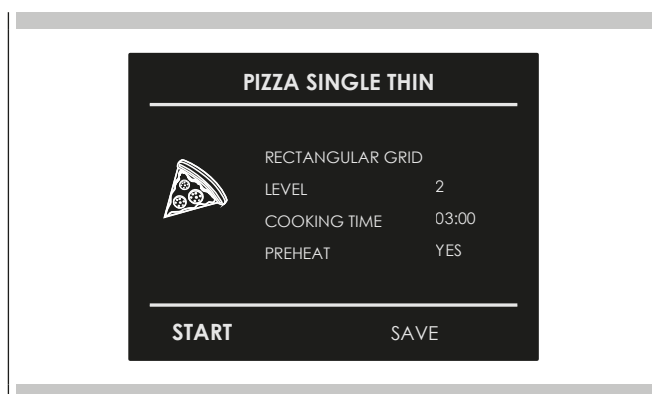 PIZZA SINGLE THIN
RECTANGULAR GRID
LEVEL 2
COOKING TIME 03:00
PREHEAT YES
START SAVE